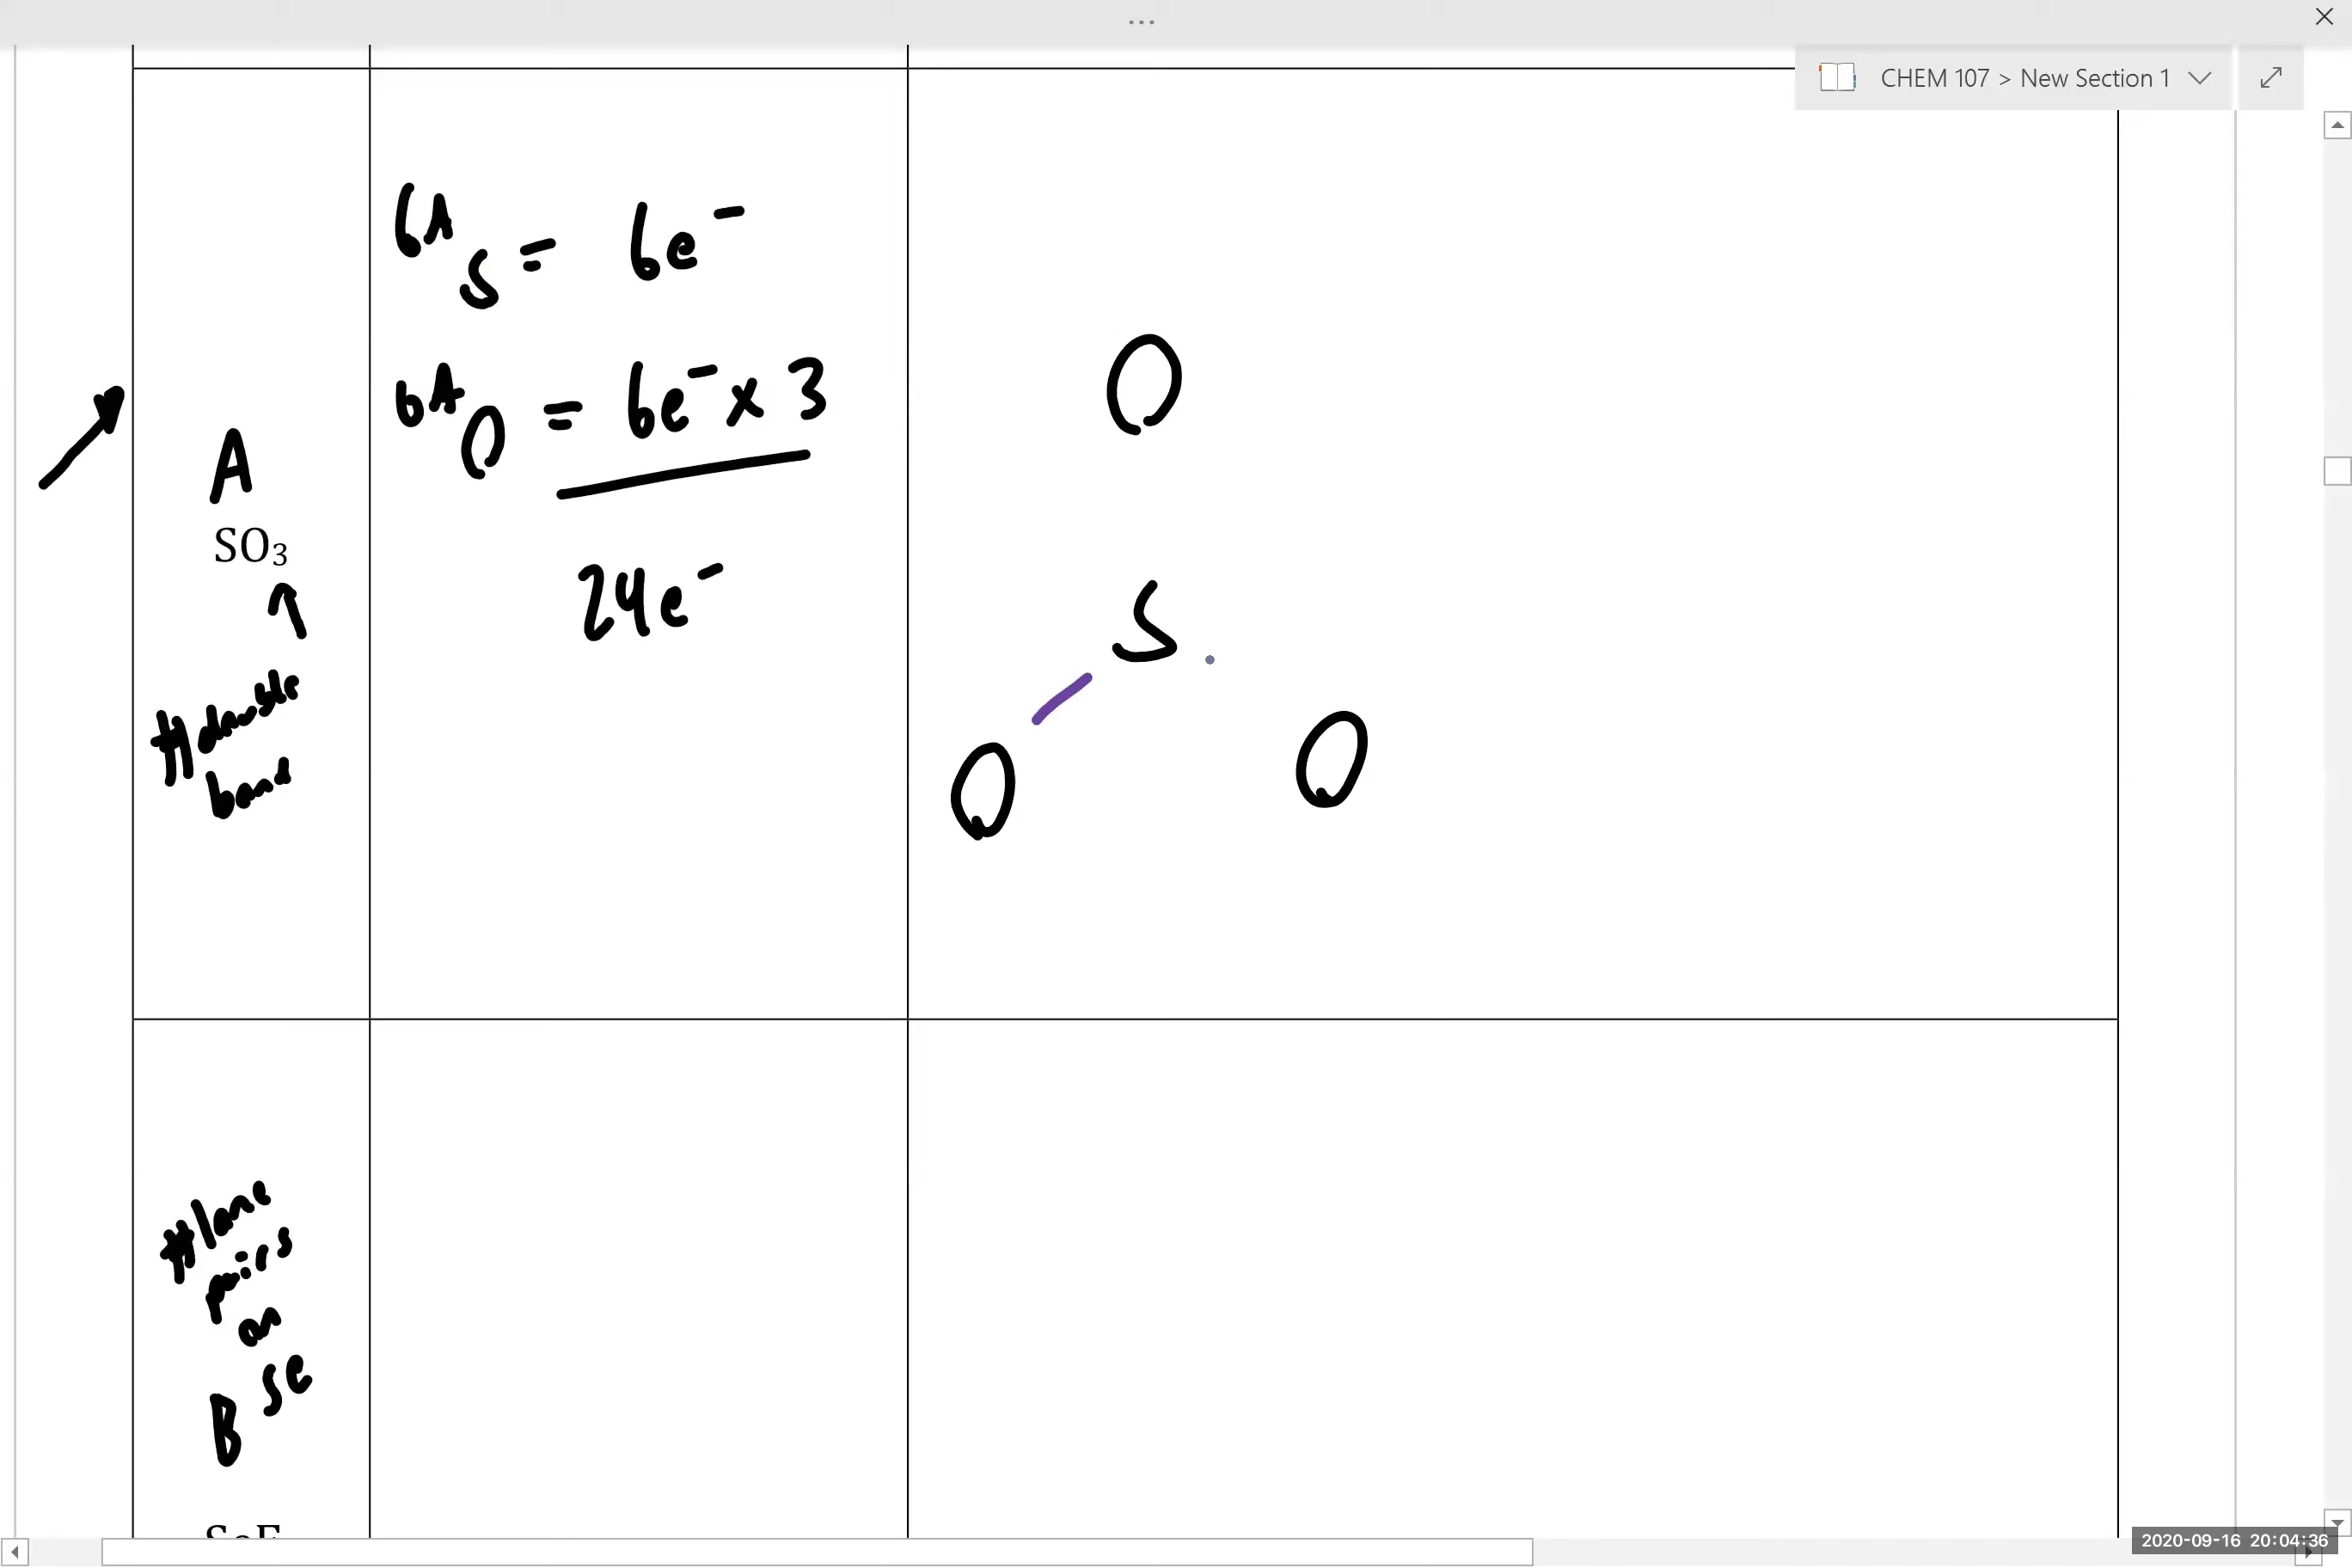 ...
CHEM 107 > New Section 1
6A S = 6e⁻
6A O = 6e⁻ x 3
24e⁻
A
SO₃
# double
bond
O
S
O O
# lone
pairs
on
Se
B
2020-09-16 20:04:36